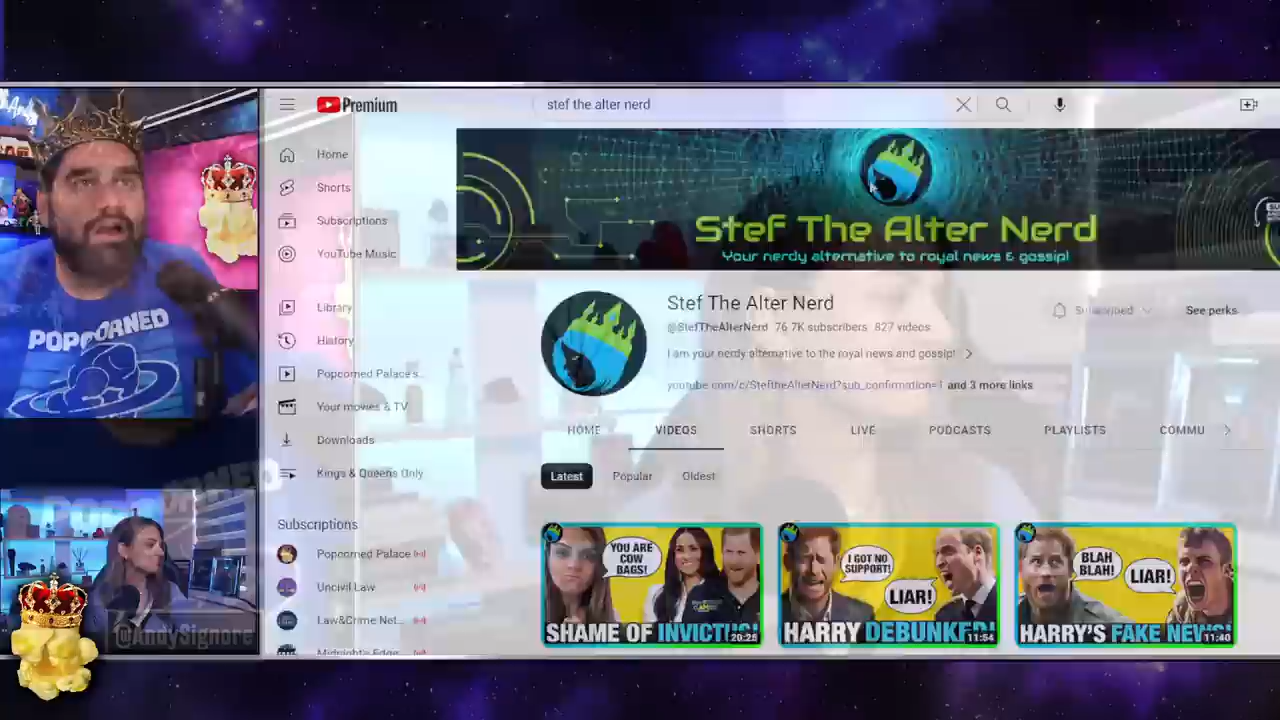 Premium
stef the alter nerd
Home
Shorts
Subscriptions
YouTube Music
Library
History
Popcorned Palace's...
Your movies & TV
Downloads
Kings & Queens Only
Subscriptions
Popcorned Palace
Uncivil Law
Law&Crime Net...
Midnight's Edge
Stef The Alter Nerd
Your nerdy alternative to royal news & gossip!
Stef The Alter Nerd
@StefTheAlterNerd 76.7K subscribers 827 videos
I am your nerdy alternative to the royal news and gossip!
youtube.com/c/StefheAlterNerd?sub_confirmation=1 and 3 more links
Subscribed
See perks
HOME VIDEOS SHORTS LIVE PODCASTS PLAYLISTS COMMU
Latest Popular Oldest
YOU ARE
COW
BAGS!
SHAME OF INVICTUS
20:28
I GOT NO
SUPPORT!
LIAR!
HARRY DEBUNKED!
11:54
BLAH
BLAH!
LIAR!
HARRY'S FAKE NEWS!
11:40
POPCORNED
@AndySignore